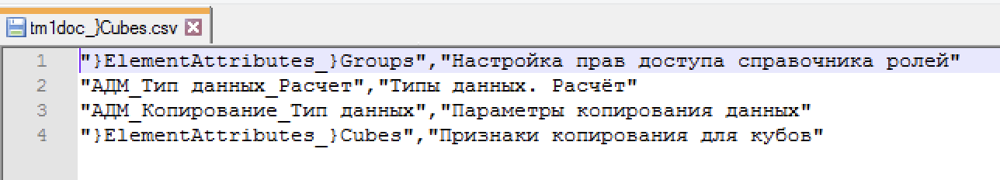 tm1doc_}Cubes.csv
1 "}ElementAttributes_}Groups","Настройка прав доступа справочника ролей"
2 "АДМ_Тип данных_Расчет","Типы данных. Расчёт"
3 "АДМ_Копирование_Тип данных","Параметры копирования данных"
4 "}ElementAttributes_}Cubes","Признаки копирования для кубов"